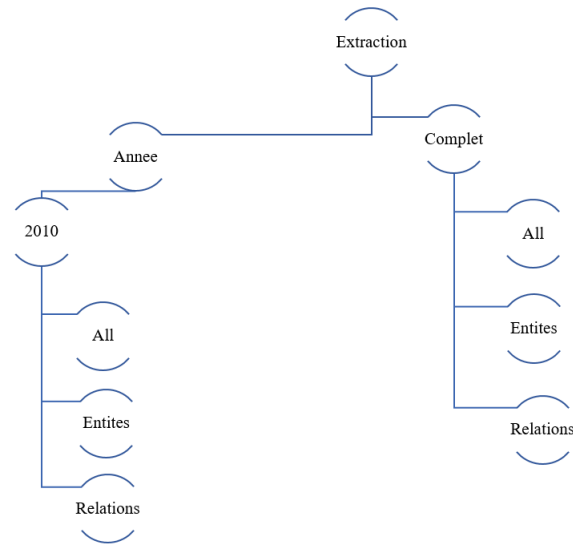 Extraction
Annee
Complet
2010
All
Entites
Relations
All
Entites
Relations